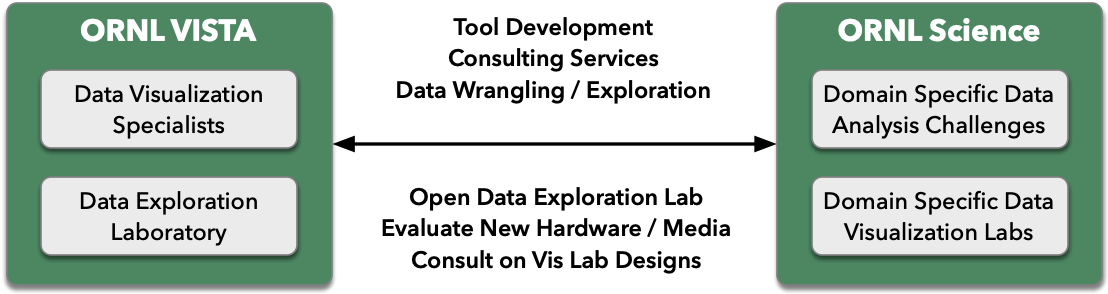 ORNL VISTA
Data Visualization
Specialists
Data Exploration
Laboratory
Tool Development
Consulting Services
Data Wrangling / Exploration
Open Data Exploration Lab
Evaluate New Hardware / Media
Consult on Vis Lab Designs
ORNL Science
Domain Specific Data
Analysis Challenges
Domain Specific Data
Visualization Labs